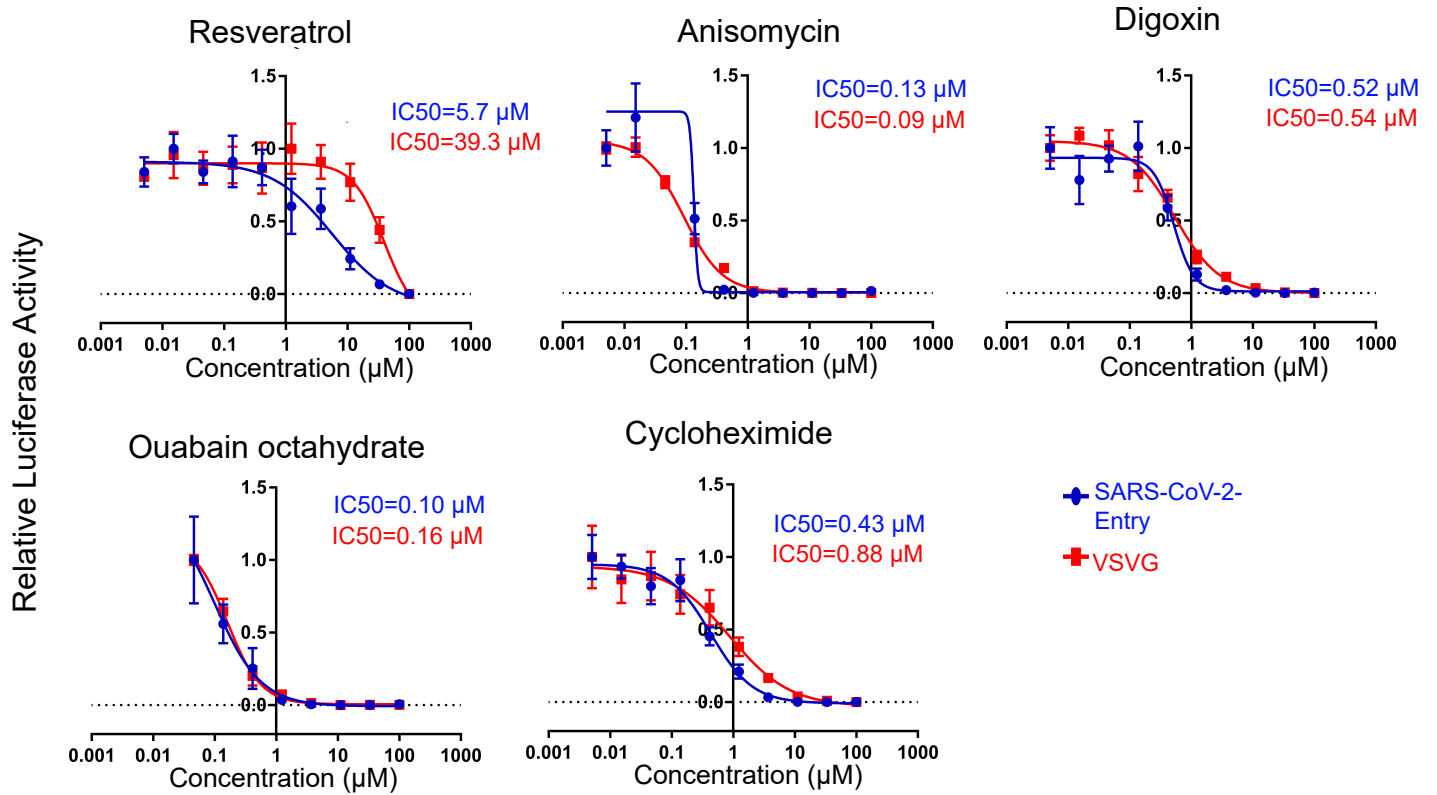 Relative Luciferase Activity
Resveratrol
1.5
1.0
0.5
0.0
IC50=5.7 µM
IC50=39.3 µM
0.001 0.01 0.1 1 10 100 1000
Concentration (µM)
Anisomycin
1.5
1.0
0.5
0.0
IC50=0.13 µM
IC50=0.09 µM
0.001 0.01 0.1 1 10 100 1000
Concentration (µM)
Digoxin
1.5
1.0
0.5
0.0
IC50=0.52 µM
IC50=0.54 µM
0.001 0.01 0.1 1 10 100 1000
Concentration (µM)
Ouabain octahydrate
1.5
1.0
0.5
0.0
IC50=0.10 µM
IC50=0.16 µM
0.001 0.01 0.1 1 10 100 1000
Concentration (µM)
Cycloheximide
1.5
1.0
0.5
0.0
IC50=0.43 µM
IC50=0.88 µM
0.001 0.01 0.1 1 10 100 1000
Concentration (µM)
SARS-CoV-2-
Entry
VSVG